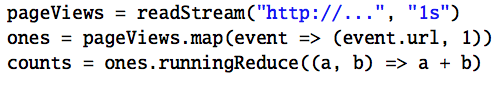 pageViews = readStream("http://...", "1s")
ones = pageViews.map(event => (event.url, 1))
counts = ones.runningReduce((a, b) => a + b)